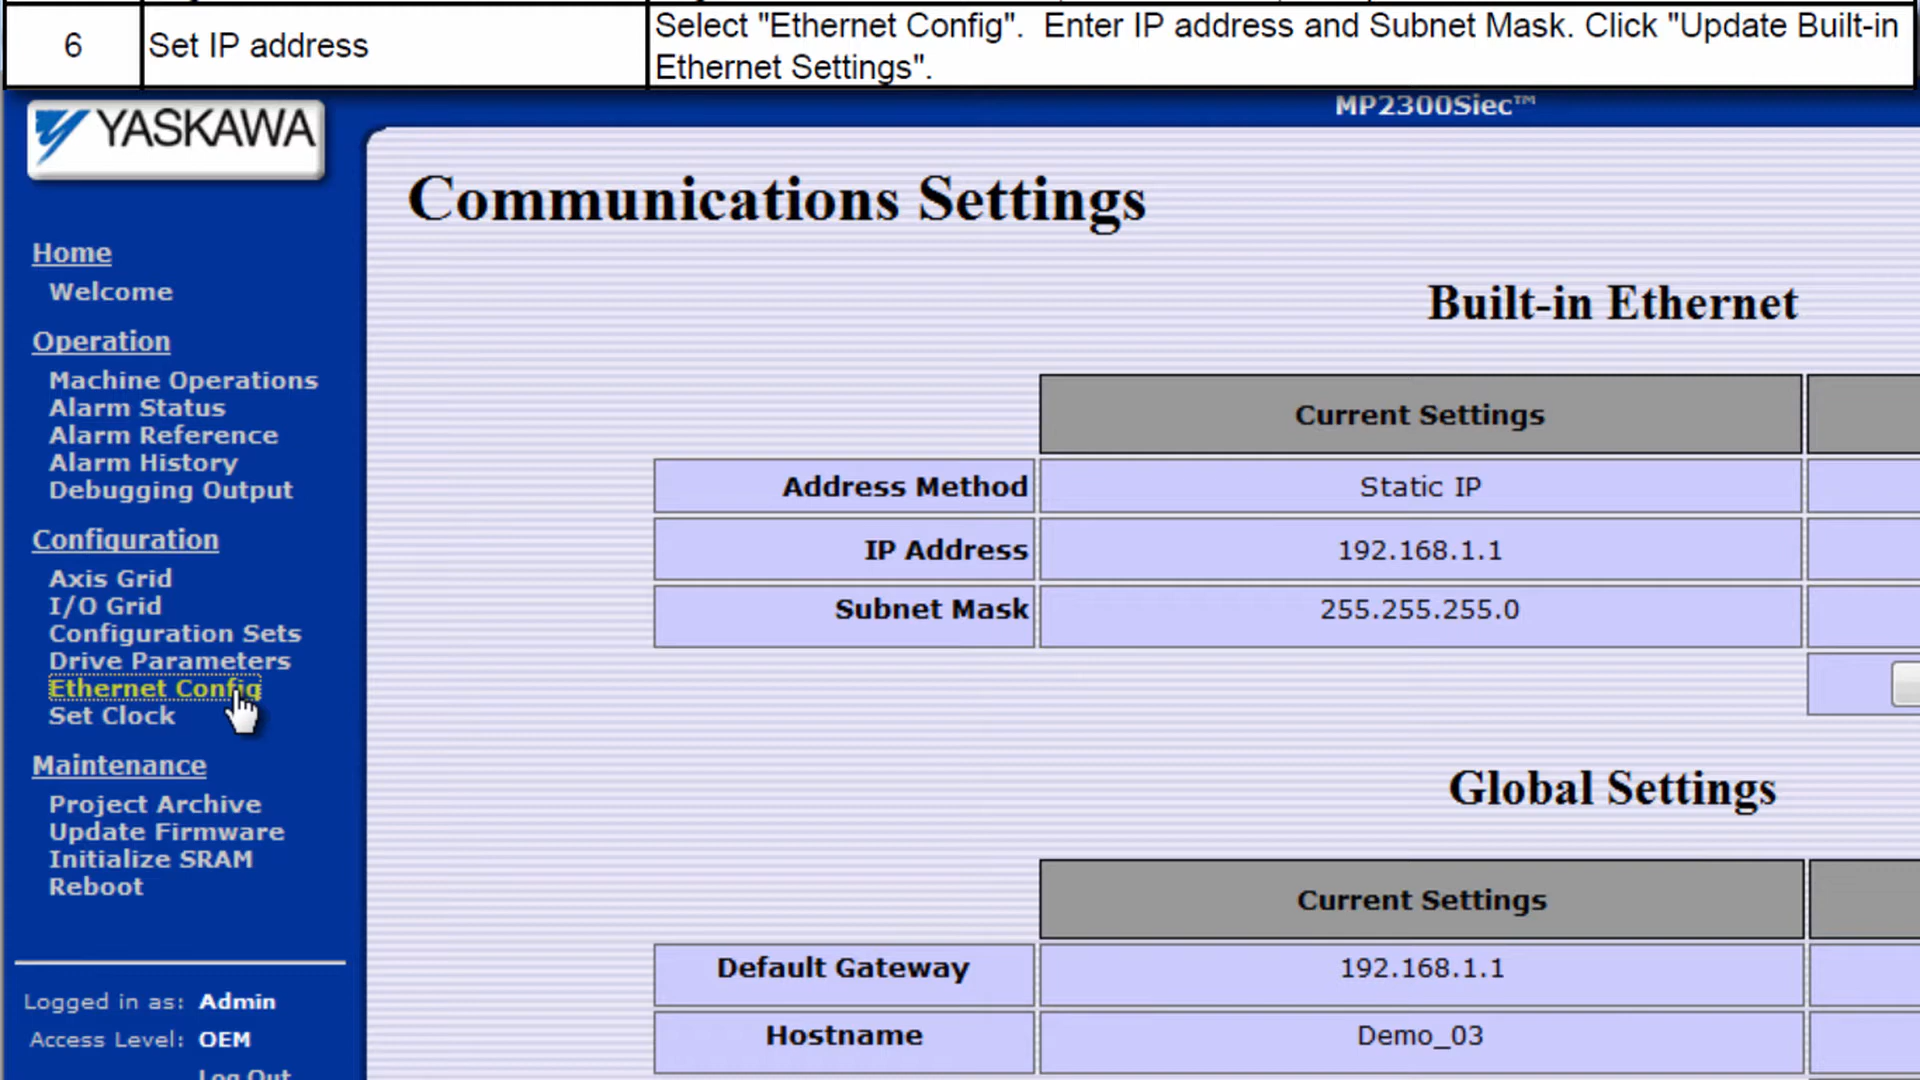 6
Set IP address
Select "Ethernet Config".  Enter IP address and Subnet Mask. Click "Update Built-in
Ethernet Settings".
YASKAWA
MP2300Siec™
Communications Settings
Home
Welcome
Operation
Machine Operations
Alarm Status
Alarm Reference
Alarm History
Debugging Output
Configuration
Axis Grid
I/O Grid
Configuration Sets
Drive Parameters
Ethernet Config
Set Clock
Maintenance
Project Archive
Update Firmware
Initialize SRAM
Reboot
Logged in as: Admin
Access Level: OEM
Log Out
Built-in Ethernet
Current Settings
Address Method Static IP
IP Address 192.168.1.1
Subnet Mask 255.255.255.0
Global Settings
Current Settings
Default Gateway 192.168.1.1
Hostname Demo_03